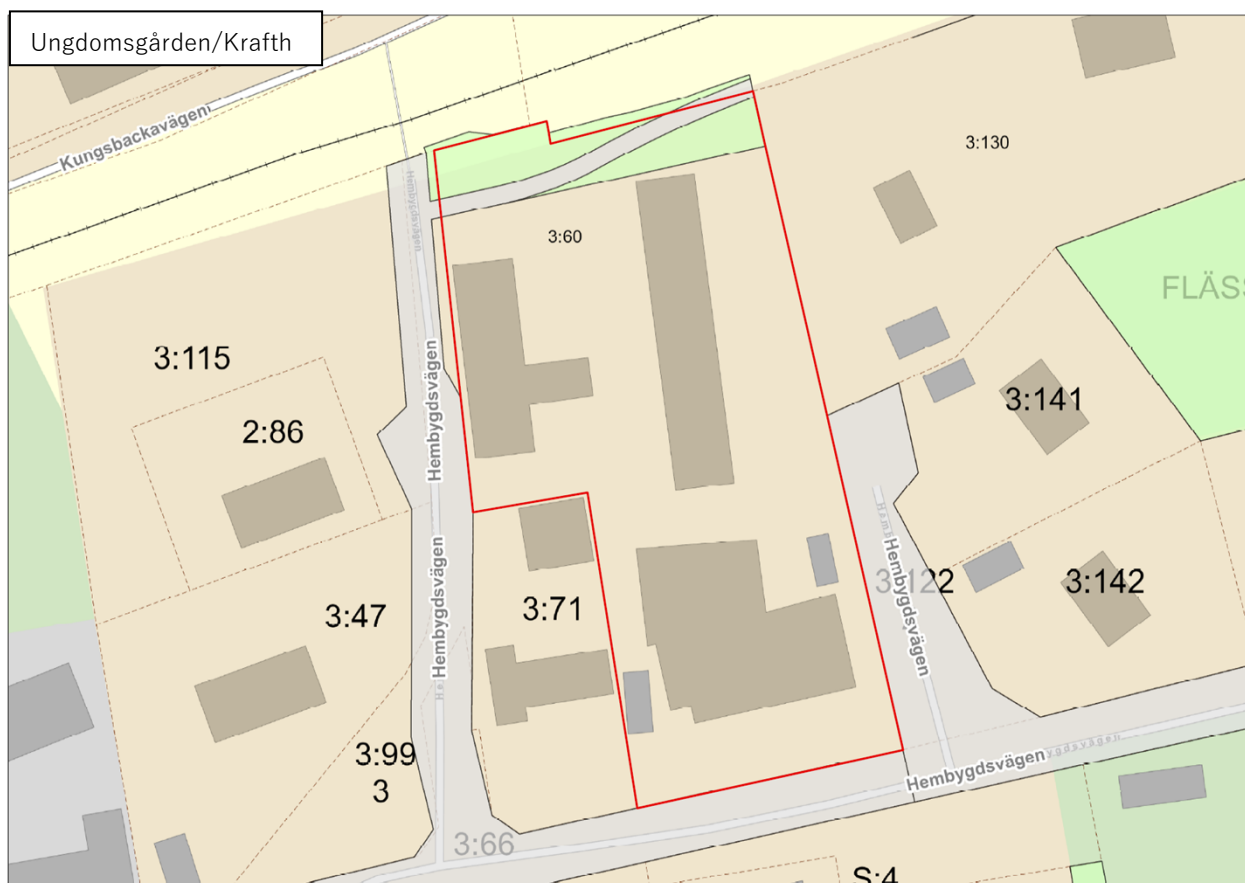 Ungdomsgården/Krafth
Kungsbackavägen
Hembygdsvägen
3:130
3:60
FLÄSS
3:115
Hembygdsvägen
2:86
3:141
Hembygdsvägen
3:122
Hembygdsvägen
3:142
3:47
3:71
3:99
3
Hembygdsvägen
3:66
S:4